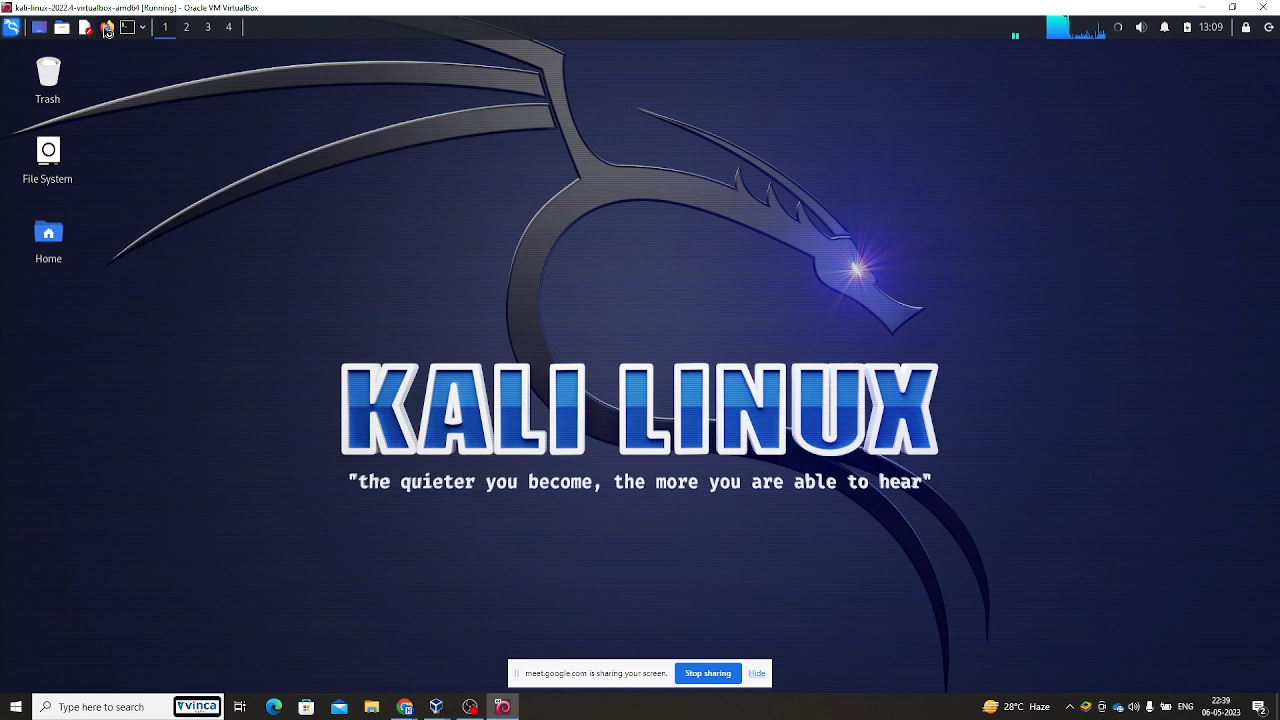 kali-linux-2022.4-virtualbox-amd64 [Running] - Oracle VM VirtualBox
1 2 3 4
13:09
Trash
File System
Home
KALI LINUX
"the quieter you become, the more you are able to hear"
meet.google.com is sharing your screen.
Stop sharing
Hide
Type here to search
vinca
28°C Haze
ENG
22:39
06-05-2023
2